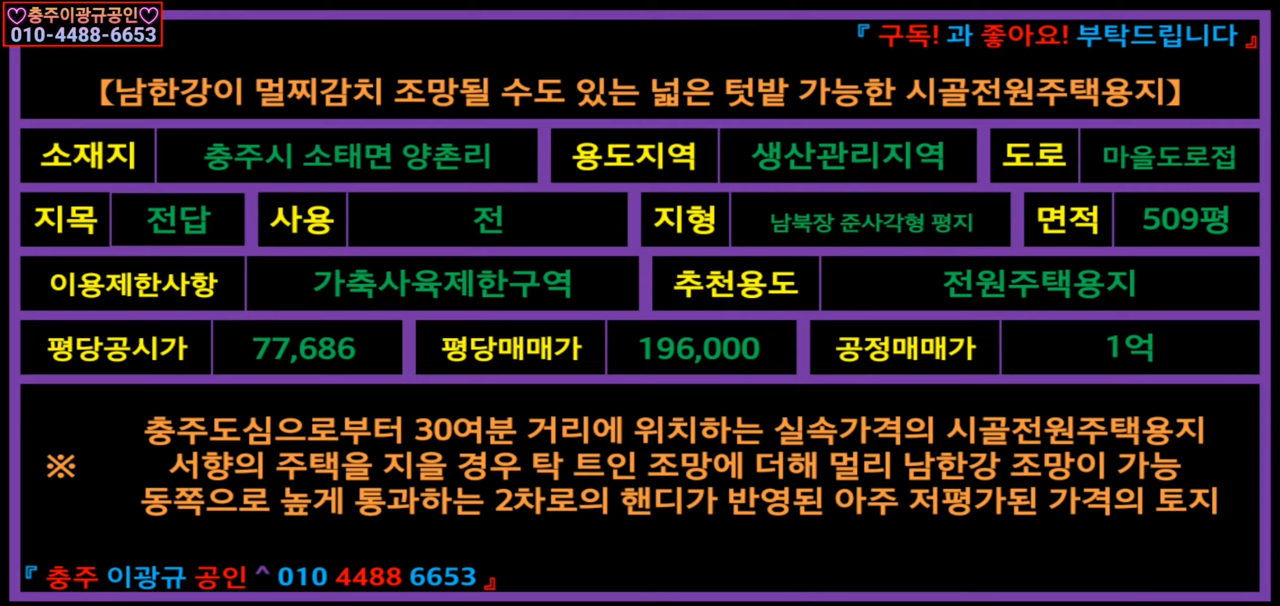 ♡충주이광규공인♡
010-4488-6653
『 구독! 과 좋아요! 부탁드립니다 』
【남한강이 멀찌감치 조망될 수도 있는 넓은 텃밭 가능한 시골전원주택용지】
소재지 충주시 소태면 양촌리 용도지역 생산관리지역 도로 마을도로접
지목 전답 사용 전 지형 남북장 준사각형 평지 면적 509평
이용제한사항 가축사육제한구역 추천용도 전원주택용지
평당공시가 77,686 평당매매가 196,000 공정매매가 1억
충주도심으로부터 30여분 거리에 위치하는 실속가격의 시골전원주택용지
※ 서향의 주택을 지을 경우 탁 트인 조망에 더해 멀리 남한강 조망이 가능
동쪽으로 높게 통과하는 2차로의 핸디가 반영된 아주 저평가된 가격의 토지
『 충주 이광규 공인 ^ 010 4488 6653 』